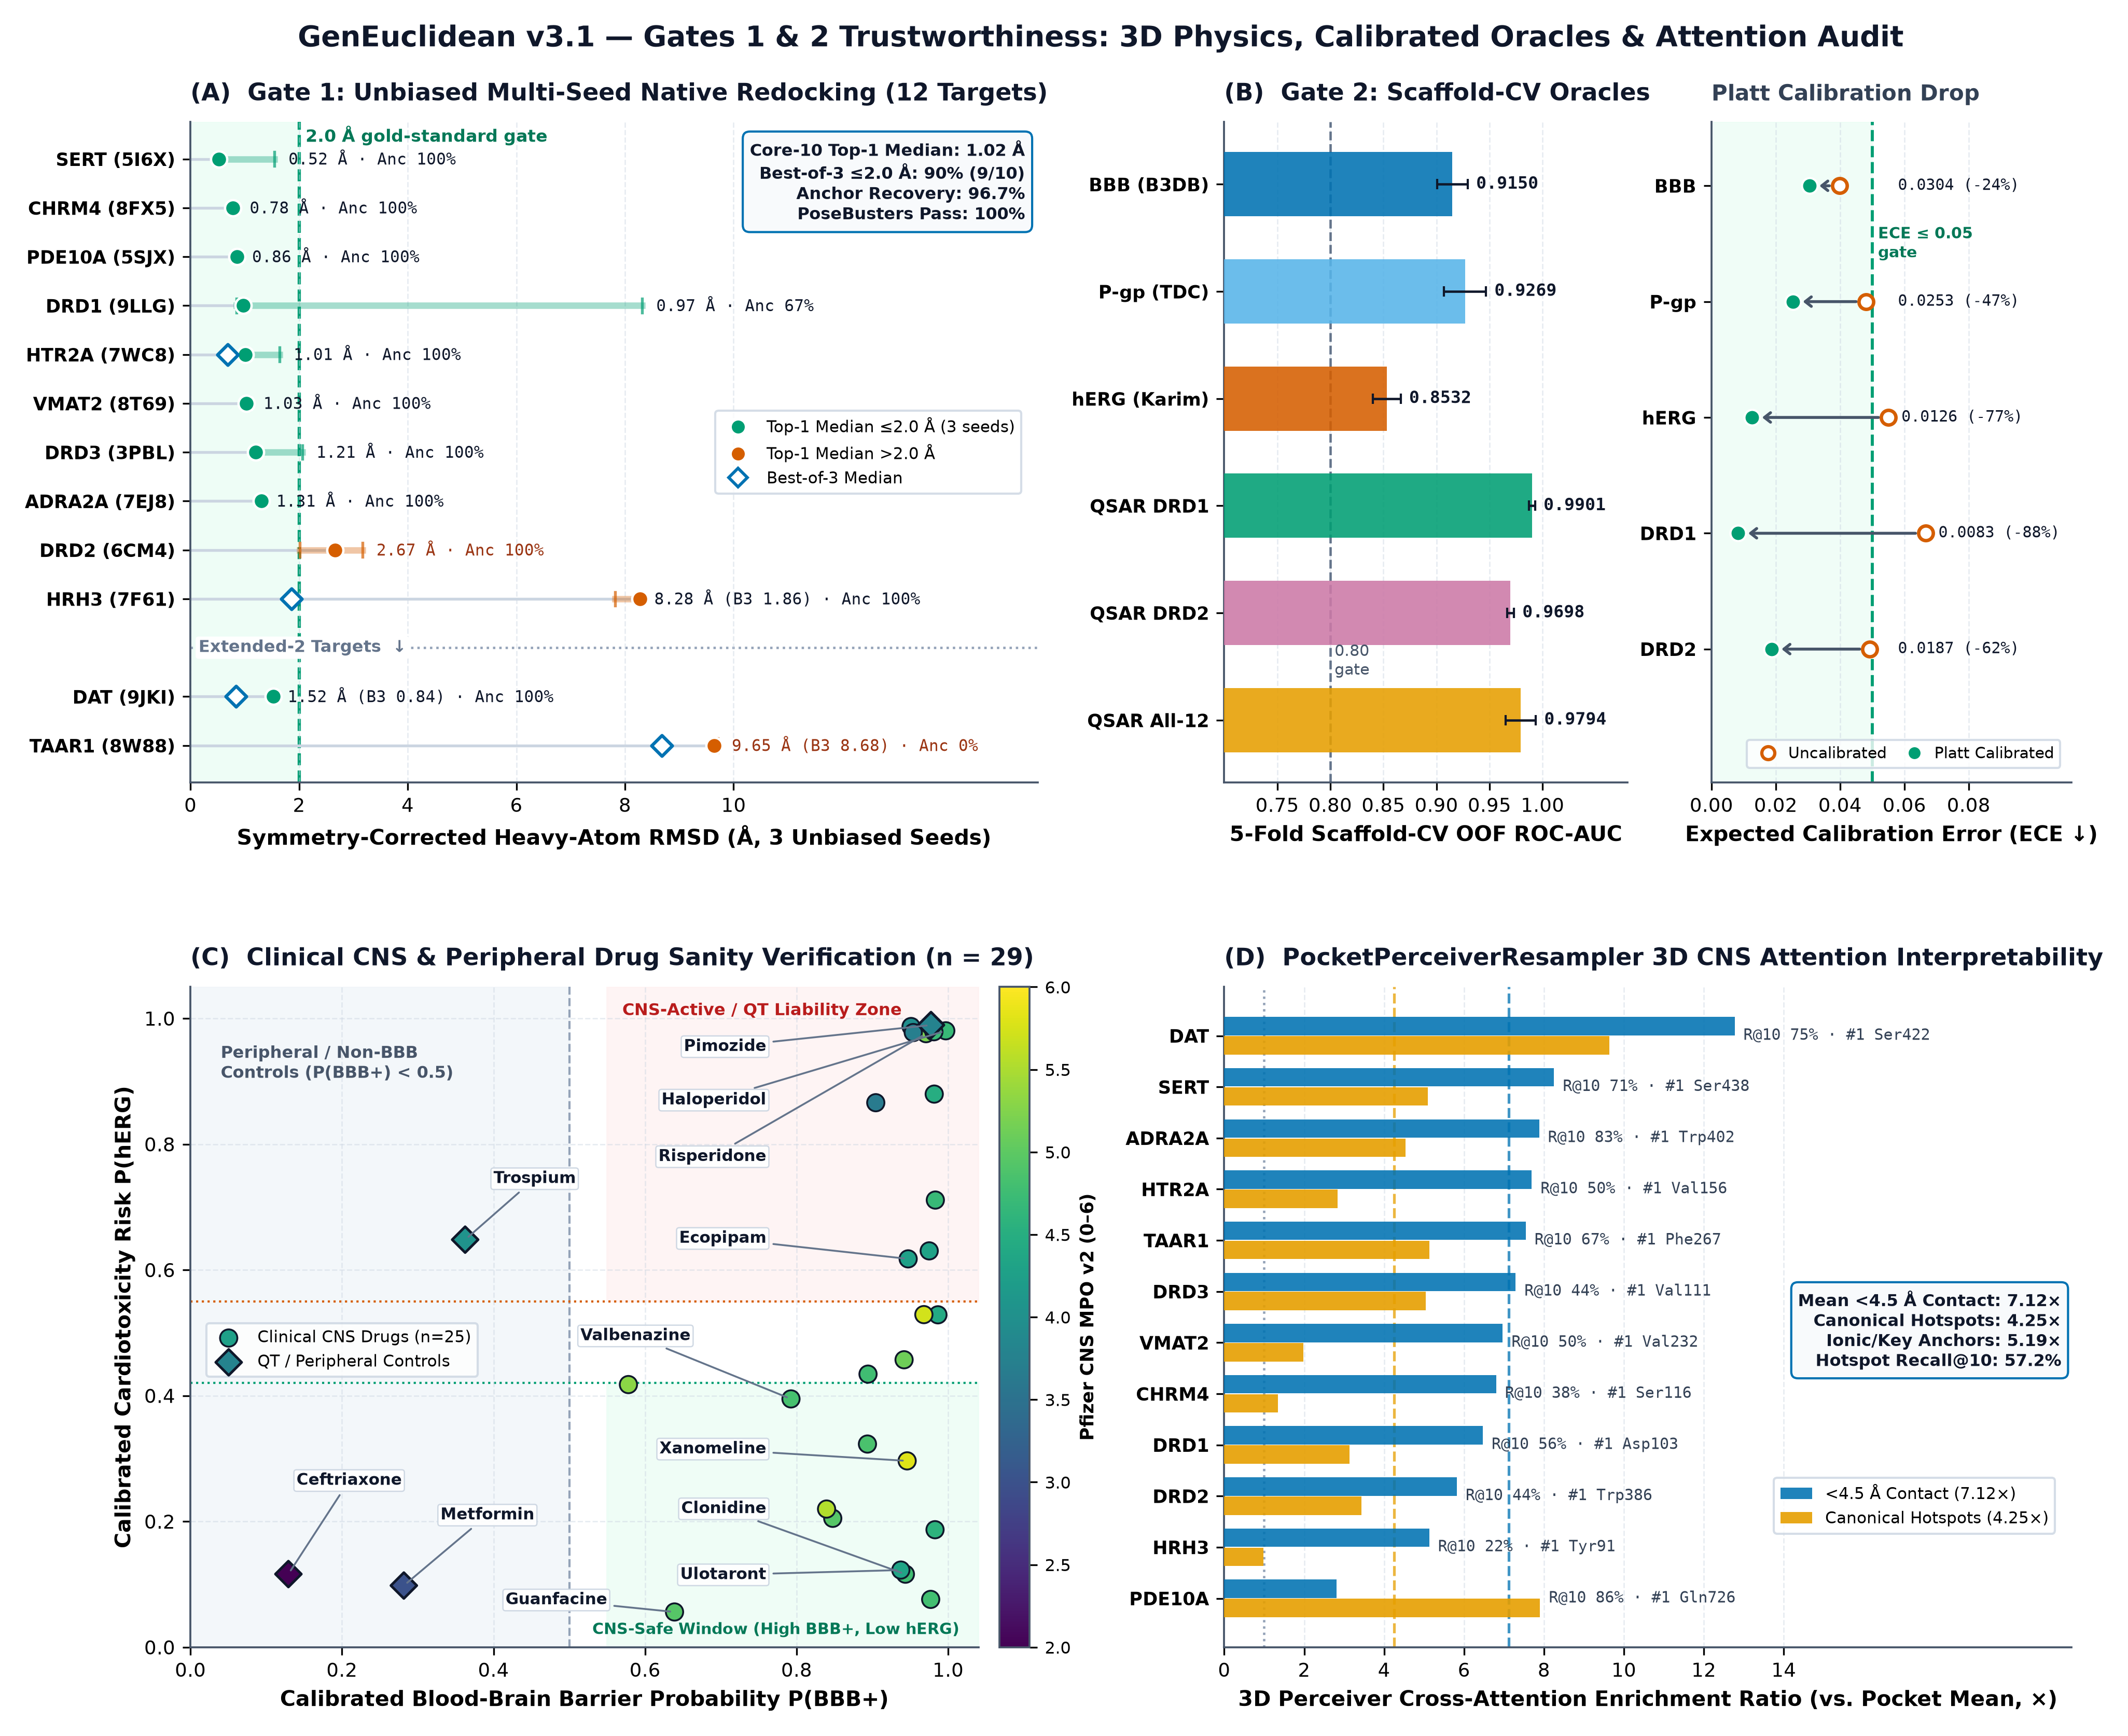 GenEuclidean v3.1 — Gates 1 & 2 Trustworthiness: 3D Physics, Calibrated Oracles & Attention Audit
(A) Gate 1: Unbiased Multi-Seed Native Redocking (12 Targets)
2.0 Å gold-standard gate
Core-10 Top-1 Median: 1.02 Å
Best-of-3 ≤2.0 Å: 90% (9/10)
Anchor Recovery: 96.7%
PoseBusters Pass: 100%
SERT (5I6X)
0.52 Å · Anc 100%
CHRM4 (8FX5)
0.78 Å · Anc 100%
PDE10A (5SJX)
0.86 Å · Anc 100%
DRD1 (9LLG)
0.97 Å · Anc 67%
HTR2A (7WC8)
1.01 Å · Anc 100%
VMAT2 (8T69)
1.03 Å · Anc 100%
DRD3 (3PBL)
1.21 Å · Anc 100%
ADRA2A (7EJ8)
1.31 Å · Anc 100%
DRD2 (6CM4)
2.67 Å · Anc 100%
HRH3 (7F61)
8.28 Å (B3 1.86) · Anc 100%
Extended-2 Targets ↓
DAT (9JKI)
1.52 Å (B3 0.84) · Anc 100%
TAAR1 (8W88)
9.65 Å (B3 8.68) · Anc 0%
Top-1 Median ≤2.0 Å (3 seeds)
Top-1 Median >2.0 Å
Best-of-3 Median
0 2 4 6 8 10
Symmetry-Corrected Heavy-Atom RMSD (Å, 3 Unbiased Seeds)
(B) Gate 2: Scaffold-CV Oracles
BBB (B3DB)
0.9150
P-gp (TDC)
0.9269
hERG (Karim)
0.8532
QSAR DRD1
0.9901
QSAR DRD2
0.9698
0.80
gate
QSAR All-12
0.9794
0.75 0.80 0.85 0.90 0.95 1.00
5-Fold Scaffold-CV OOF ROC-AUC
Platt Calibration Drop
BBB
0.0304 (-24%)
ECE ≤ 0.05
gate
P-gp
0.0253 (-47%)
hERG
0.0126 (-77%)
DRD1
0.0083 (-88%)
DRD2
0.0187 (-62%)
Uncalibrated
Platt Calibrated
0.00 0.02 0.04 0.06 0.08
Expected Calibration Error (ECE ↓)
(C) Clinical CNS & Peripheral Drug Sanity Verification (n = 29)
CNS-Active / QT Liability Zone
Peripheral / Non-BBB
Controls (P(BBB+) < 0.5)
Pimozide
Haloperidol
Risperidone
Trospium
Ecopipam
Valbenazine
Clinical CNS Drugs (n=25)
QT / Peripheral Controls
Xanomeline
Ceftriaxone
Metformin
Clonidine
Ulotaront
Guanfacine
CNS-Safe Window (High BBB+, Low hERG)
1.0
0.8
0.6
0.4
0.2
0.0
Calibrated Cardiotoxicity Risk P(hERG)
0.0 0.2 0.4 0.6 0.8 1.0
Calibrated Blood-Brain Barrier Probability P(BBB+)
6.0
5.5
5.0
4.5
4.0
3.5
3.0
2.5
2.0
Pfizer CNS MPO v2 (0–6)
(D) PocketPerceiverResampler 3D CNS Attention Interpretability
DAT
R@10 75% · #1 Ser422
SERT
R@10 71% · #1 Ser438
ADRA2A
R@10 83% · #1 Trp402
HTR2A
R@10 50% · #1 Val156
TAAR1
R@10 67% · #1 Phe267
DRD3
R@10 44% · #1 Val111
VMAT2
R@10 50% · #1 Val232
CHRM4
R@10 38% · #1 Ser116
DRD1
R@10 56% · #1 Asp103
DRD2
R@10 44% · #1 Trp386
HRH3
R@10 22% · #1 Tyr91
PDE10A
R@10 86% · #1 Gln726
Mean <4.5 Å Contact: 7.12×
Canonical Hotspots: 4.25×
Ionic/Key Anchors: 5.19×
Hotspot Recall@10: 57.2%
<4.5 Å Contact (7.12×)
Canonical Hotspots (4.25×)
0 2 4 6 8 10 12 14
3D Perceiver Cross-Attention Enrichment Ratio (vs. Pocket Mean, ×)